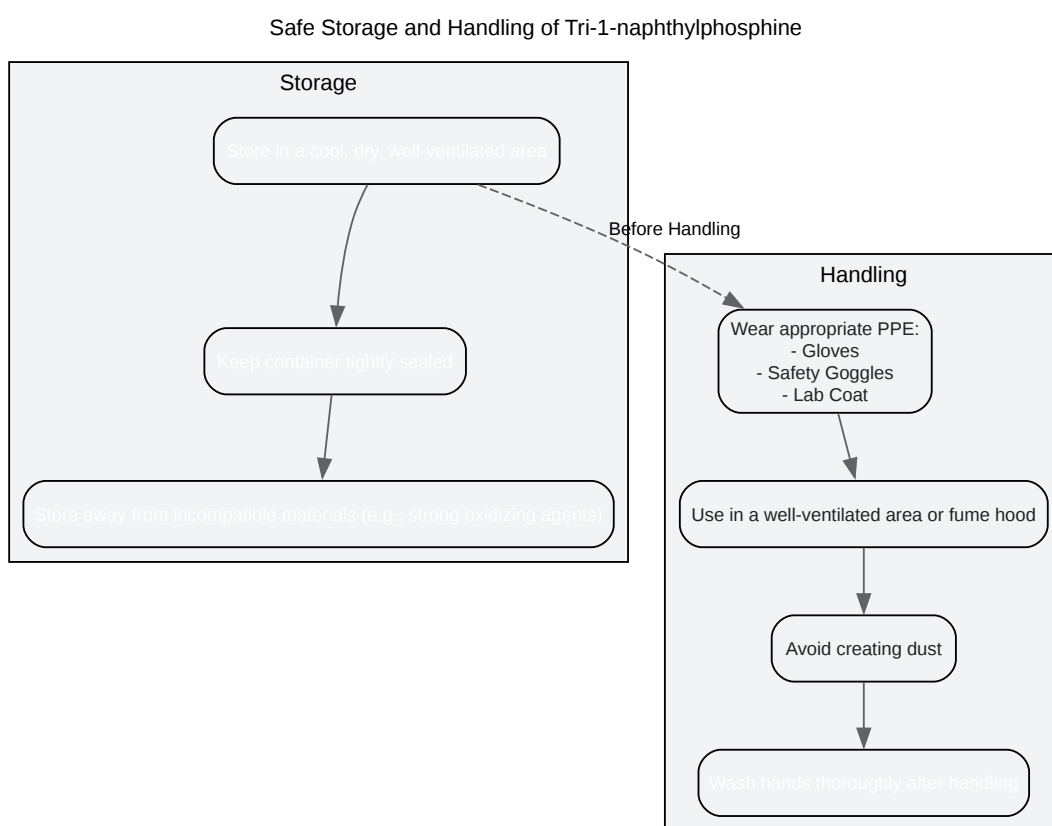 Safe Storage and Handling of Tri-1-naphthylphosphine
Storage
Store in a cool, dry, well-ventilated area
Before Handling
Keep container tightly sealed
Store away from incompatible materials (e.g., strong oxidizing agents)
Handling
Wear appropriate PPE:
- Gloves
- Safety Goggles
- Lab Coat
Use in a well-ventilated area or fume hood
Avoid creating dust
Wash hands thoroughly after handling